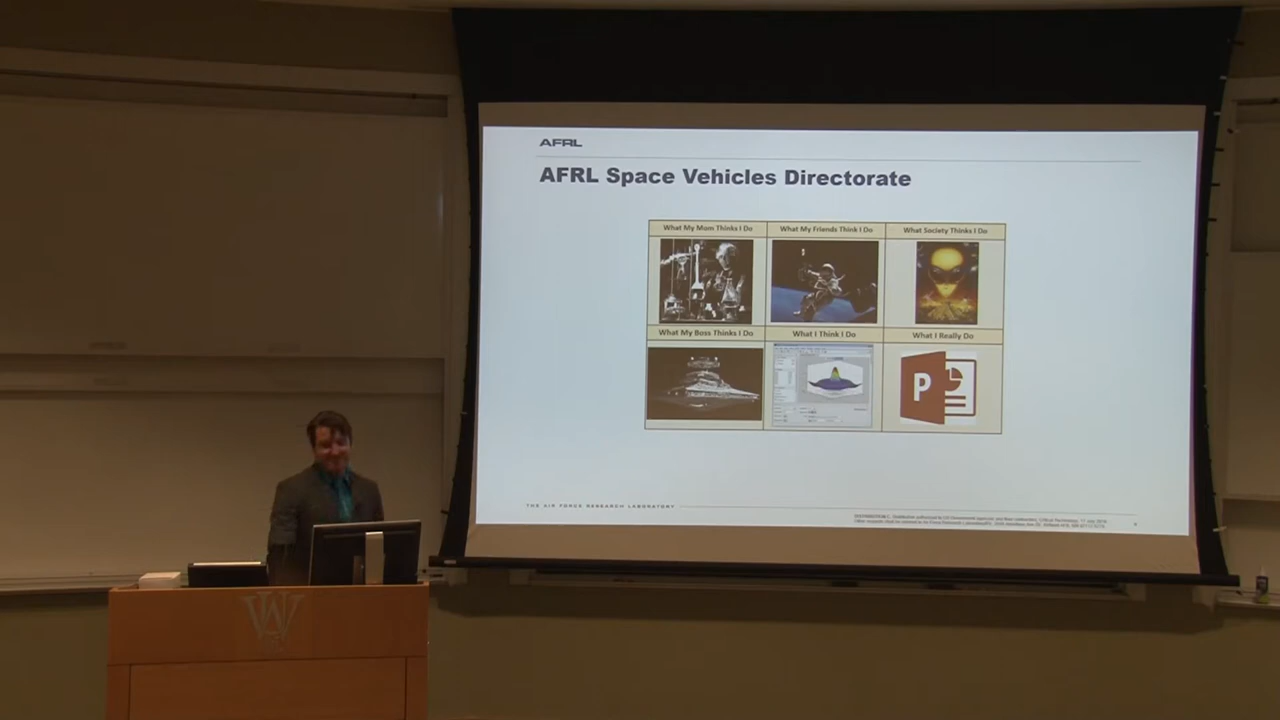 AFRL
AFRL Space Vehicles Directorate
What My Mom Thinks I Do
What My Friends Think I Do
What Society Thinks I Do
What My Boss Thinks I Do
What I Think I Do
What I Really Do
P
THE AIR FORCE RESEARCH LABORATORY
W